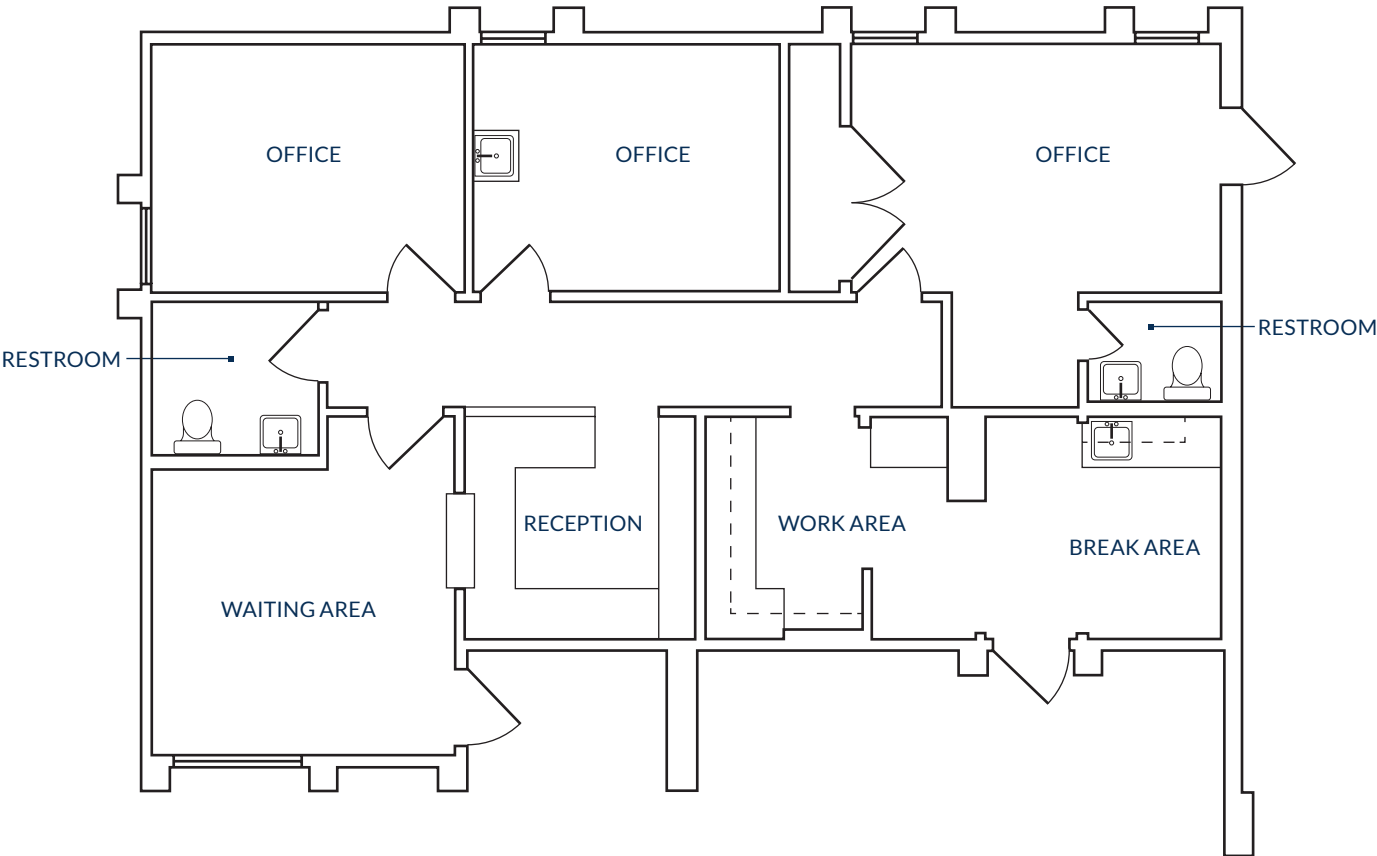 OFFICE
OFFICE
OFFICE
RESTROOM
RESTROOM
RECEPTION
WORK AREA
BREAK AREA
WAITING AREA